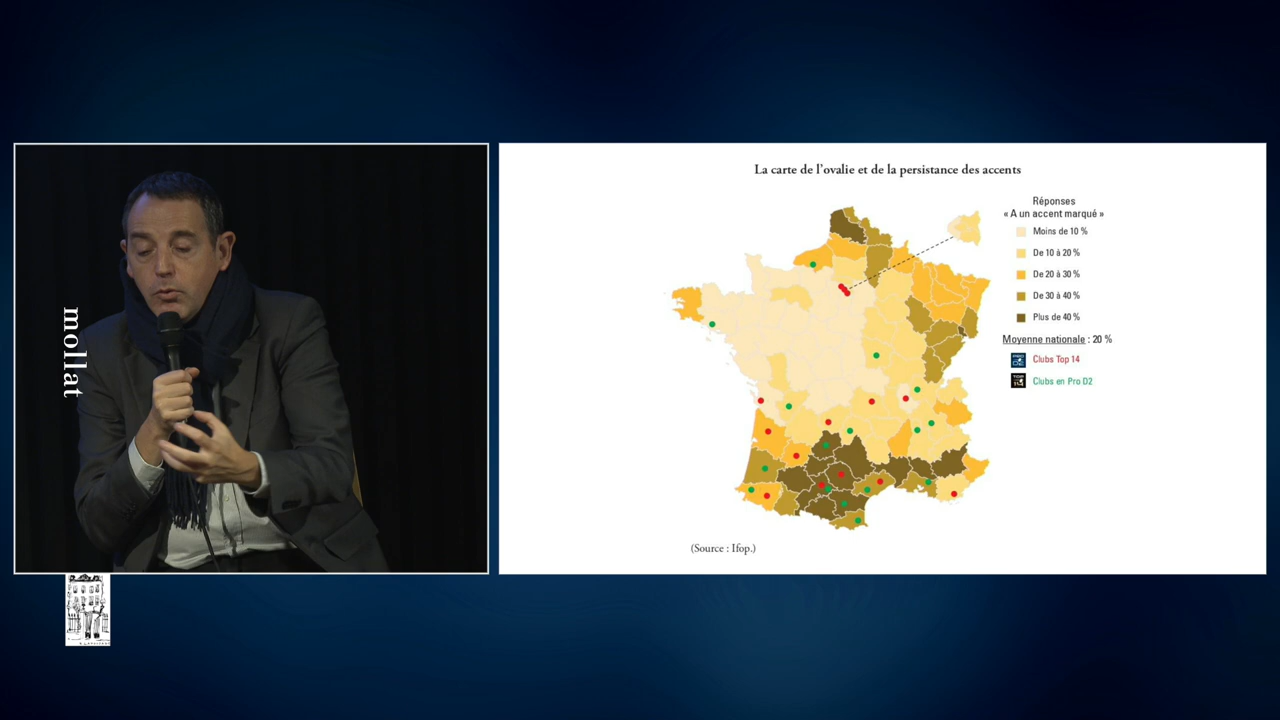 mollat
La carte de l'ovalie et de la persistance des accents
Réponses
« A un accent marqué »
Moins de 10 %
De 10 à 20 %
De 20 à 30 %
De 30 à 40 %
Plus de 40 %
Moyenne nationale : 20 %
Clubs Top 14
Clubs en Pro D2
(Source : Ifop.)